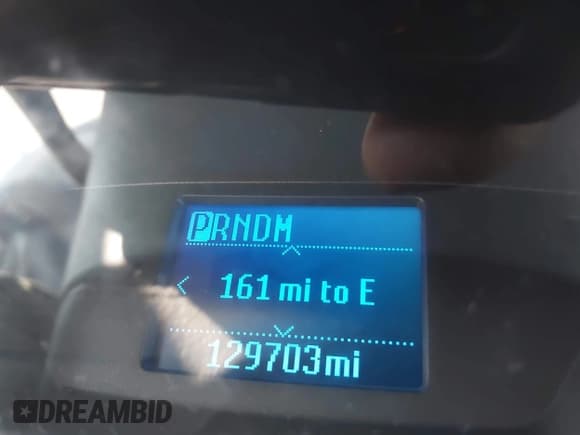 PRNDM
161 mi to E
129703mi
DREAMBID